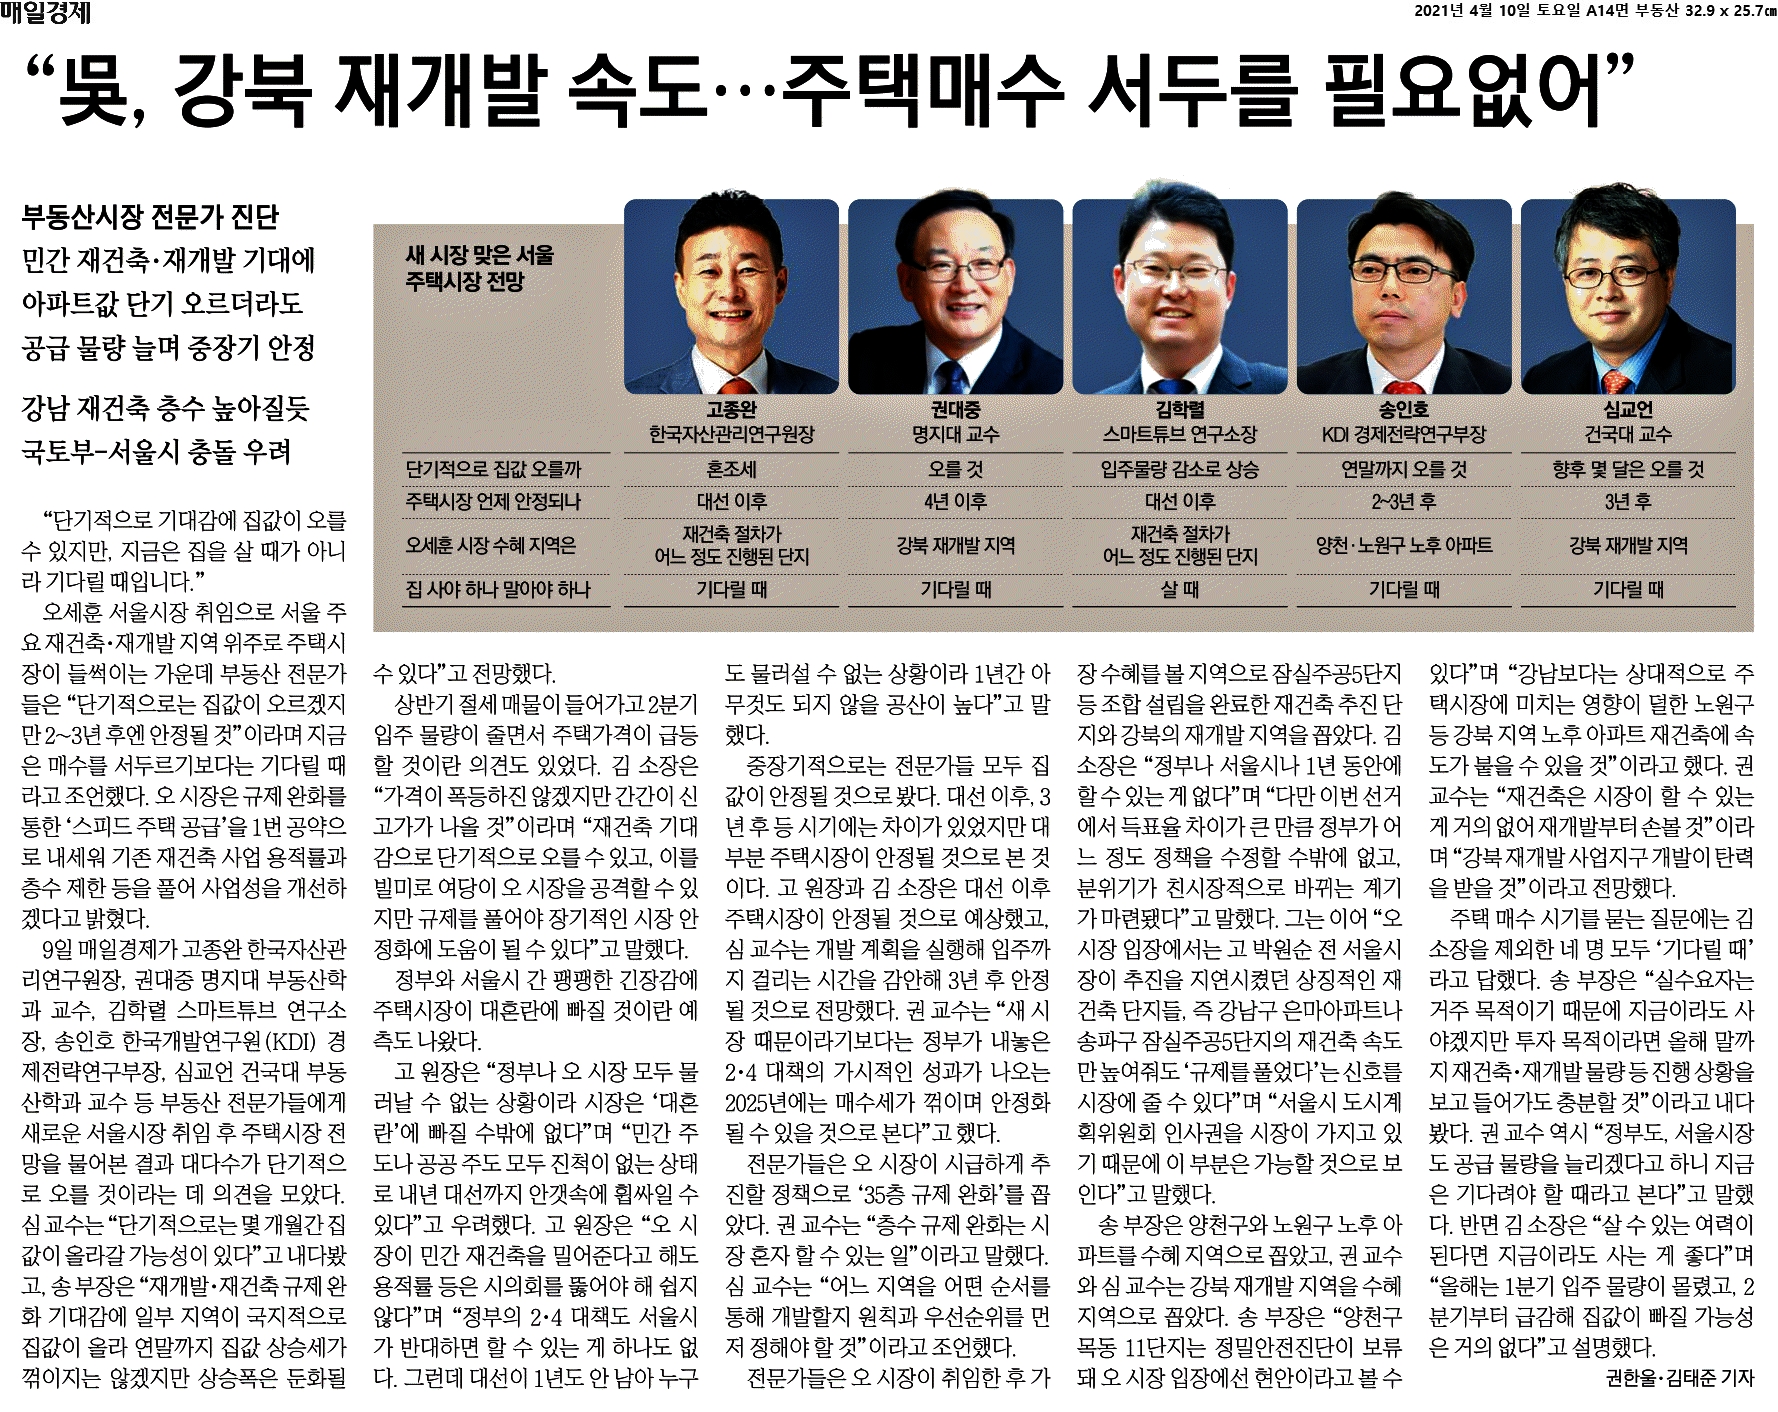 매일경제
2021년 4월 10일 토요일 A14면 부동산 32.9 x 25.7㎝
“吳, 강북 재개발 속도…주택매수 서두를 필요없어”
부동산시장 전문가 진단
민간 재건축·재개발 기대에
아파트값 단기 오르더라도
공급 물량 늘며 중장기 안정
강남 재건축 층수 높아질듯
국토부-서울시 충돌 우려
새 시장 맞은 서울
주택시장 전망
고종완 권대중 김학렬 송인호 심교언
한국자산관리연구원장 명지대 교수 스마트튜브 연구소장 KDI 경제전략연구부장 건국대 교수
단기적으로 집값 오를까 혼조세 오를 것 입주물량 감소로 상승 연말까지 오를 것 향후 몇 달은 오를 것
주택시장 언제 안정되나 대선 이후 4년 이후 대선 이후 2~3년 후 3년 후
오세훈 시장 수혜 지역은 재건축 절차가 어느 정도 진행된 단지 강북 재개발 지역 재건축 절차가 어느 정도 진행된 단지 양천·노원구 노후 아파트 강북 재개발 지역
집 사야 하나 말아야 하나 기다릴 때 기다릴 때 살 때 기다릴 때 기다릴 때
“단기적으로 기대감에 집값이 오를
수 있지만, 지금은 집을 살 때가 아니
라 기다릴 때입니다.”
오세훈 서울시장 취임으로 서울 주
요 재건축·재개발 지역 위주로 주택시
장이 들썩이는 가운데 부동산 전문가
들은 “단기적으로는 집값이 오르겠지
만 2~3년 후엔 안정될 것”이라며 지금
은 매수를 서두르기보다는 기다릴 때
라고 조언했다. 오 시장은 규제 완화를
통한 ‘스피드 주택 공급’을 1번 공약으
로 내세워 기존 재건축 사업 용적률과
층수 제한 등을 풀어 사업성을 개선하
겠다고 밝혔다.
9일 매일경제가 고종완 한국자산관
리연구원장, 권대중 명지대 부동산학
과 교수, 김학렬 스마트튜브 연구소
장, 송인호 한국개발연구원(KDI) 경
제전략연구부장, 심교언 건국대 부동
산학과 교수 등 부동산 전문가들에게
새로운 서울시장 취임 후 주택시장 전
망을 물어본 결과 대다수가 단기적으
로 오를 것이라는 데 의견을 모았다.
심 교수는 “단기적으로는 몇 개월간 집
값이 올라갈 가능성이 있다”고 내다봤
고, 송 부장은 “재개발·재건축 규제 완
화 기대감에 일부 지역이 국지적으로
집값이 올라 연말까지 집값 상승세가
꺾이지는 않겠지만 상승폭은 둔화될
수 있다”고 전망했다.
상반기 절세 매물이 들어가고 2분기
입주 물량이 줄면서 주택가격이 급등
할 것이란 의견도 있었다. 김 소장은
“가격이 폭등하진 않겠지만 간간이 신
고가가 나올 것”이라며 “재건축 기대
감으로 단기적으로 오를 수 있고, 이를
빌미로 여당이 오 시장을 공격할 수 있
지만 규제를 풀어야 장기적인 시장 안
정화에 도움이 될 수 있다”고 말했다.
정부와 서울시 간 팽팽한 긴장감에
주택시장이 대혼란에 빠질 것이란 예
측도 나왔다.
고 원장은 “정부나 오 시장 모두 물
러날 수 없는 상황이라 시장은 ‘대혼
란’에 빠질 수밖에 없다”며 “민간 주
도나 공공 주도 모두 진척이 없는 상태
로 내년 대선까지 안갯속에 휩싸일 수
있다”고 우려했다. 고 원장은 “오 시
장이 민간 재건축을 밀어준다고 해도
용적률 등은 시의회를 뚫어야 해 쉽지
않다”며 “정부의 2·4 대책도 서울시
가 반대하면 할 수 있는 게 하나도 없
다. 그런데 대선이 1년도 안 남아 누구
도 물러설 수 없는 상황이라 1년간 아
무것도 되지 않을 공산이 높다”고 말
했다.
중장기적으로는 전문가들 모두 집
값이 안정될 것으로 봤다. 대선 이후, 3
년 후 등 시기에는 차이가 있었지만 대
부분 주택시장이 안정될 것으로 본 것
이다. 고 원장과 김 소장은 대선 이후
주택시장이 안정될 것으로 예상했고,
심 교수는 개발 계획을 실행해 입주까
지 걸리는 시간을 감안해 3년 후 안정
될 것으로 전망했다. 권 교수는 “새 시
장 때문이라기보다는 정부가 내놓은
2·4 대책의 가시적인 성과가 나오는
2025년에는 매수세가 꺾이며 안정화
될 수 있을 것으로 본다”고 했다.
전문가들은 오 시장이 시급하게 추
진할 정책으로 ‘35층 규제 완화’를 꼽
았다. 권 교수는 “층수 규제 완화는 시
장 혼자 할 수 있는 일”이라고 말했다.
심 교수는 “어느 지역을 어떤 순서를
통해 개발할지 원칙과 우선순위를 먼
저 정해야 할 것”이라고 조언했다.
전문가들은 오 시장이 취임한 후 가
장 수혜를 볼 지역으로 잠실주공5단지
등 조합 설립을 완료한 재건축 추진 단
지와 강북의 재개발 지역을 꼽았다. 김
소장은 “정부나 서울시나 1년 동안에
할 수 있는 게 없다”며 “다만 이번 선거
에서 득표율 차이가 큰 만큼 정부가 어
느 정도 정책을 수정할 수밖에 없고,
분위기가 친시장적으로 바뀌는 계기
가 마련됐다”고 말했다. 그는 이어 “오
시장 입장에서는 고 박원순 전 서울시
장이 추진을 지연시켰던 상징적인 재
건축 단지들, 즉 강남구 은마아파트나
송파구 잠실주공5단지의 재건축 속도
만 높여줘도 ‘규제를 풀었다’는 신호를
시장에 줄 수 있다”며 “서울시 도시계
획위원회 인사권을 시장이 가지고 있
기 때문에 이 부분은 가능할 것으로 보
인다”고 말했다.
송 부장은 양천구와 노원구 노후 아
파트를 수혜 지역으로 꼽았고, 권 교수
와 심 교수는 강북 재개발 지역을 수혜
지역으로 꼽았다. 송 부장은 “양천구
목동 11단지는 정밀안전진단이 보류
돼 오 시장 입장에선 현안이라고 볼 수
있다”며 “강남보다는 상대적으로 주
택시장에 미치는 영향이 덜한 노원구
등 강북 지역 노후 아파트 재건축에 속
도가 붙을 수 있을 것”이라고 했다. 권
교수는 “재건축은 시장이 할 수 있는
게 거의 없어 재개발부터 손볼 것”이라
며 “강북 재개발 사업지구 개발이 탄력
을 받을 것”이라고 전망했다.
주택 매수 시기를 묻는 질문에는 김
소장을 제외한 네 명 모두 ‘기다릴 때’
라고 답했다. 송 부장은 “실수요자는
거주 목적이기 때문에 지금이라도 사
야겠지만 투자 목적이라면 올해 말까
지 재건축·재개발 물량 등 진행 상황을
보고 들어가도 충분할 것”이라고 내다
봤다. 권 교수 역시 “정부도, 서울시장
도 공급 물량을 늘리겠다고 하니 지금
은 기다려야 할 때라고 본다”고 말했
다. 반면 김 소장은 “살 수 있는 여력이
된다면 지금이라도 사는 게 좋다”며
“올해는 1분기 입주 물량이 몰렸고, 2
분기부터 급감해 집값이 빠질 가능성
은 거의 없다”고 설명했다.
권한울·김태준 기자